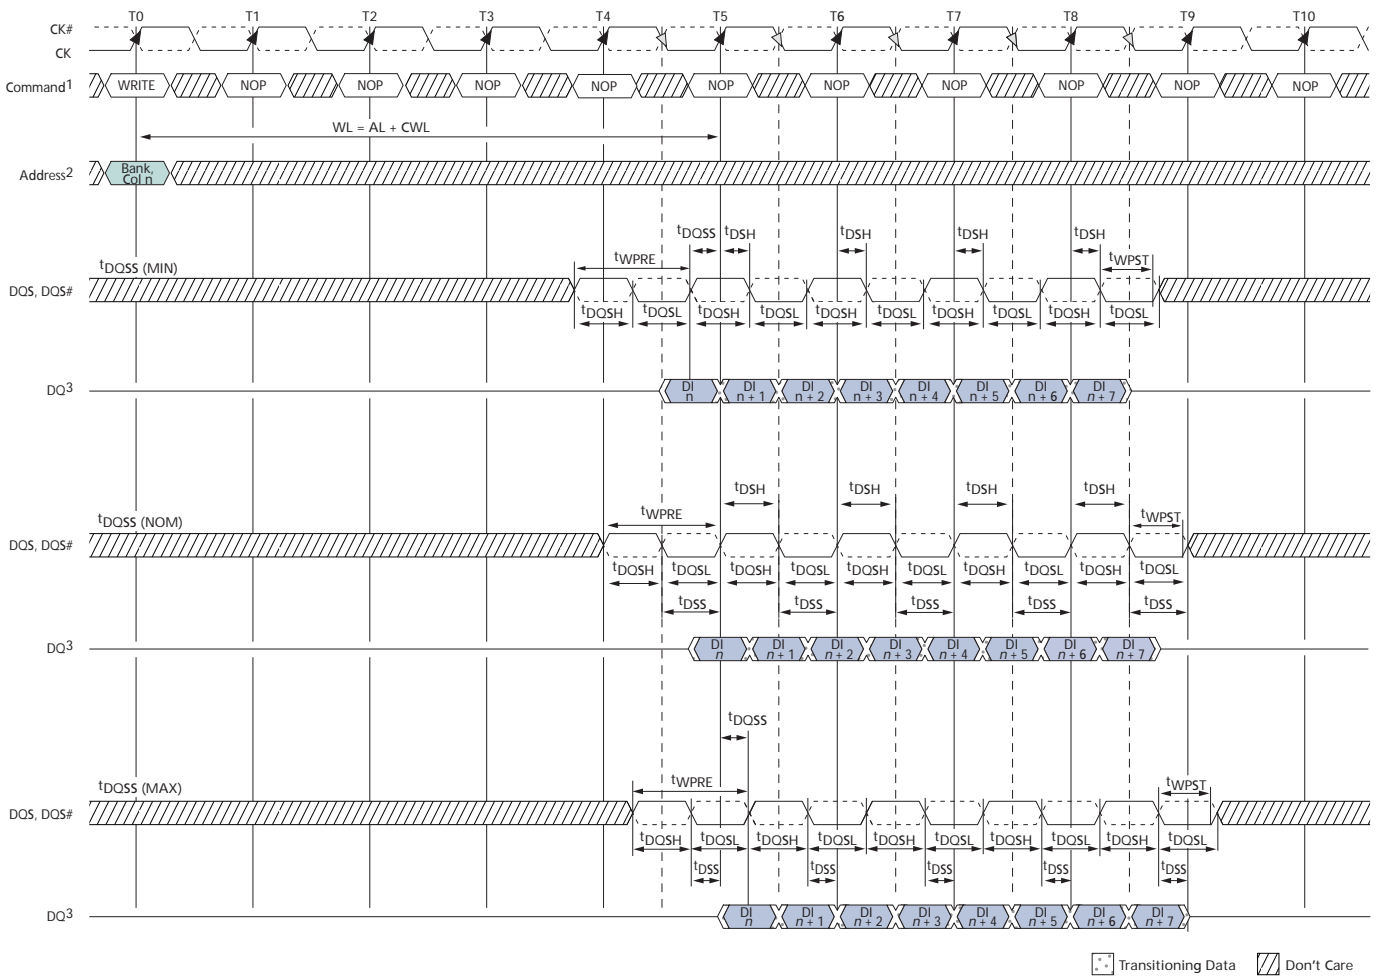 T0 T1 T2 T3 T4 T5 T6 T7 T8 T9 T10
CK#
CK
Command1 WRITE NOP NOP NOP NOP NOP NOP NOP NOP NOP NOP
WL = AL + CWL
Address2 Bank, Col n
tDQSS tDSH tDSH tDSH tDSH
tDQSS (MIN) tWPRE tWPST
DQS, DQS#
tDQSH tDQSL tDQSH tDQSL tDQSH tDQSL tDQSH tDQSL tDQSH tDQSL
DI DI DI DI DI DI DI DI
DQ3
n n + 1 n + 2 n + 3 n + 4 n + 5 n + 6 n + 7
tDSH tDSH tDSH tDSH
tDQSS (NOM) tWPRE tWPST
DQS, DQS#
tDQSH tDQSL tDQSH tDQSL tDQSH tDQSL tDQSH tDQSL tDQSH tDQSL
tDSS tDSS tDSS tDSS tDSS
DI DI DI DI DI DI DI DI
DQ3
n n + 1 n + 2 n + 3 n + 4 n + 5 n + 6 n + 7
tDQSS
tDQSS (MAX) tWPRE tWPST
DQS, DQS#
tDQSH tDQSL tDQSH tDQSL tDQSH tDQSL tDQSH tDQSL tDQSH tDQSL
tDSS tDSS tDSS tDSS tDSS
DI DI DI DI DI DI DI DI
DQ3
n n + 1 n + 2 n + 3 n + 4 n + 5 n + 6 n + 7
Transitioning Data Don't Care